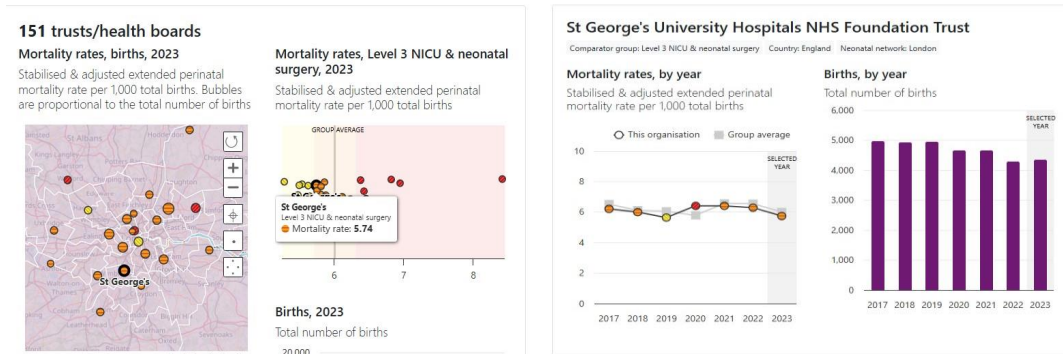 151 trusts/health boards
Mortality rates, births, 2023
Stabilised & adjusted extended perinatal
mortality rate per 1,000 total births. Bubbles
are proportional to the total number of births
St Albans
St George's
Mortality rates, Level 3 NICU & neonatal
surgery, 2023
Stabilised & adjusted extended perinatal
mortality rate per 1,000 total births
GROUP AVERAGE
St George's
Level 3 NICU & neonatal surgery
Mortality rate: 5.74
6 7 8
Births, 2023
Total number of births
20,000
St George's University Hospitals NHS Foundation Trust
Comparator group: Level 3 NICU & neonatal surgery Country: England Neonatal network: London
Mortality rates, by year
Stabilised & adjusted extended perinatal
mortality rate per 1,000 total births
This organisation Group average
SELECTED
YEAR
10
8
6
4
2
0
2017 2018 2019 2020 2021 2022 2023
Births, by year
Total number of births
SELECTED
YEAR
6,000
5,000
4,000
3,000
2,000
1,000
0
2017 2018 2019 2020 2021 2022 2023